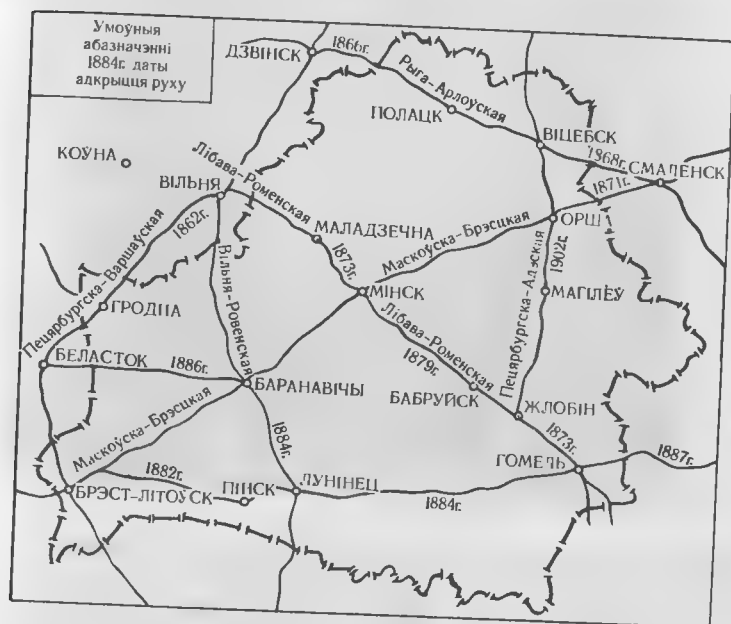 Умоўныя
абазначэнні
1884г. даты
адкрыцця руху
ДЗВІНСК
1866г.
Рыга-Арлоўская
ПОЛАЦК
ВІЦЕБСК
1868г.
СМАЛЕНСК
1871г.
КОЎНА
ВІЛЬНЯ
Лібава-Роменская
1862г.
МАЛАДЗЕЧНА
1873г.
Маскоўска-Брэсцкая
ОРШ
1902г.
Пецярбургска-Варшаўская
Вільня-Ровенская
МІНСК
МАГІЛЁЎ
ГРОДНА
Лібава-Роменская
1879г.
БЕЛАСТОК
1886г.
БАРАНАВІЧЫ
БАБРУЙСК
ЖЛОБІН
Маскоўска-Брэсцкая
1884г.
1873г.
1887г.
ГОМЕЛЬ
1882г.
БРЭСТ-ЛІТОЎСК
ПІНСК
ЛУНІНЕЦ
1884г.